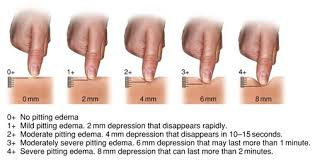 0+ 1+ 2+ 3+ 4+
0 mm 2 mm 4 mm 6 mm 8 mm
0+ No pitting edema
1+ Mild pitting edema. 2 mm depression that disappears rapidly.
2+ Moderate pitting edema. 4 mm depression that disappears in 10–15 seconds.
3+ Moderately severe pitting edema. 6 mm depression that may last more than 1 minute.
4+ Severe pitting edema. 8 mm depression that can last more than 2 minutes.